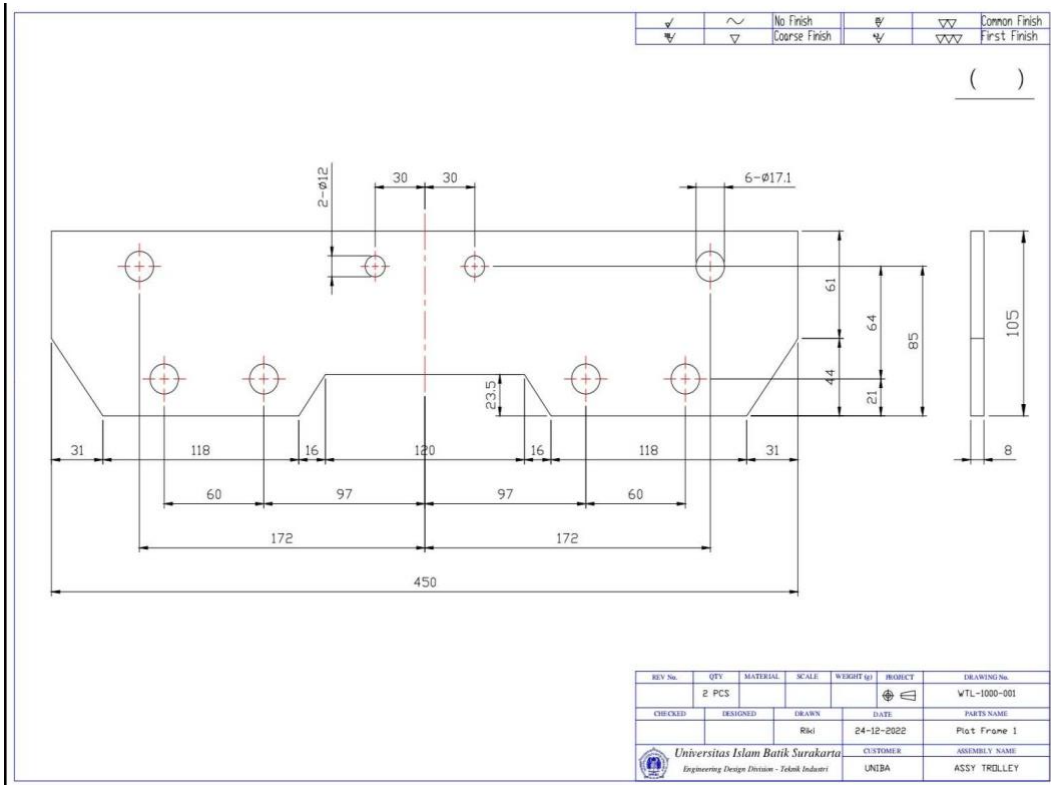 No Finish
Common Finish
Coarse Finish
First Finish
( )
2-Ø12
30
30
6-Ø17.1
61
64
85
44
21
105
23.5
31
118
16
120
16
118
31
8
60
97
97
60
172
172
450
REV No. QTY MATERIAL SCALE WEIGHT (g) PROJECT DRAWING No.
2 PCS WTL-1000-001
CHECKED DESIGNED DRAWN DATE PARTS NAME
Riki 24-12-2022 Plat Frame 1
Universitas Islam Batik Surakarta CUSTOMER ASSEMBLY NAME
Engineering Design Division - Teknik Industri UNIBA ASSY TROLLEY